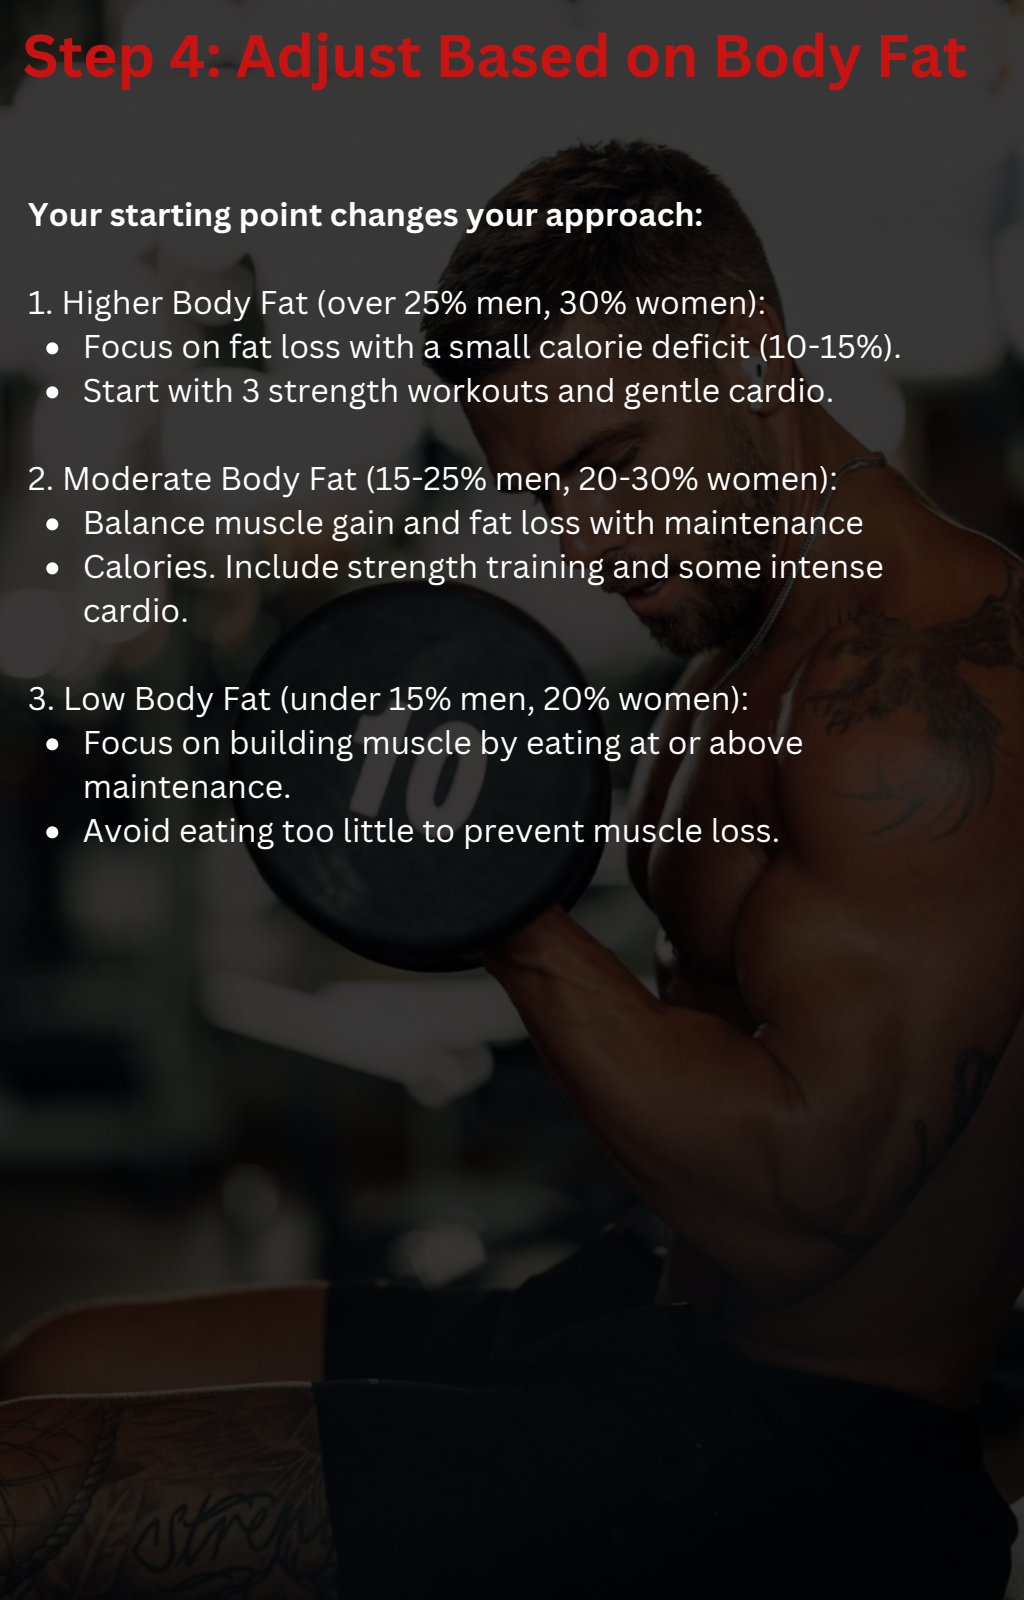 Step 4: Adjust Based on Body Fat
Your starting point changes your approach:
1. Higher Body Fat (over 25% men, 30% women):
• Focus on fat loss with a small calorie deficit (10-15%).
• Start with 3 strength workouts and gentle cardio.
2. Moderate Body Fat (15-25% men, 20-30% women):
• Balance muscle gain and fat loss with maintenance
• Calories. Include strength training and some intense
cardio.
3. Low Body Fat (under 15% men, 20% women):
• Focus on building muscle by eating at or above
maintenance.
• Avoid eating too little to prevent muscle loss.
10